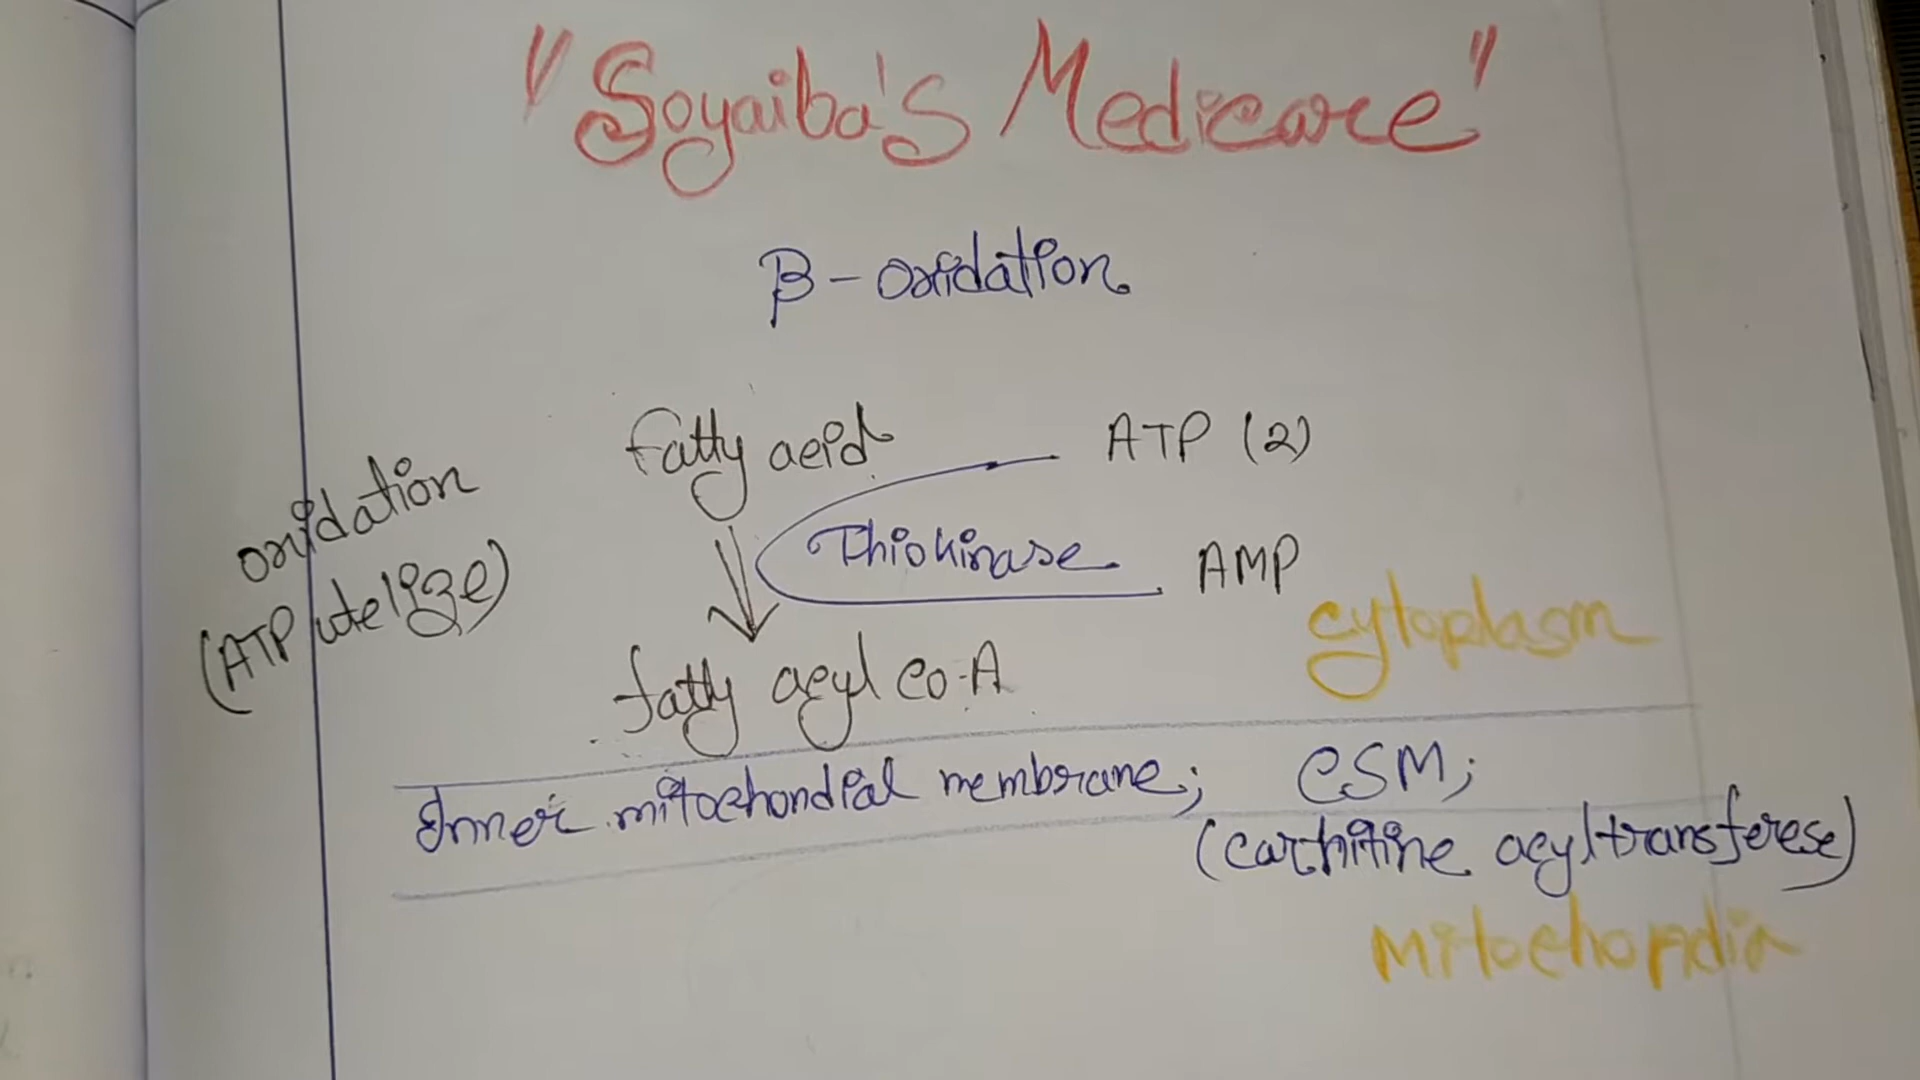 "Soyaiba's Medicare"
β-oxidation
fatty acid ATP (2)
oxidation
(ATP utelize)
Thiokinase AMP
cytoplasm
fatty acyl co-A
Inner mitochondial membrane; CSM;
(carnitine acyltransferese)
Mitochondia